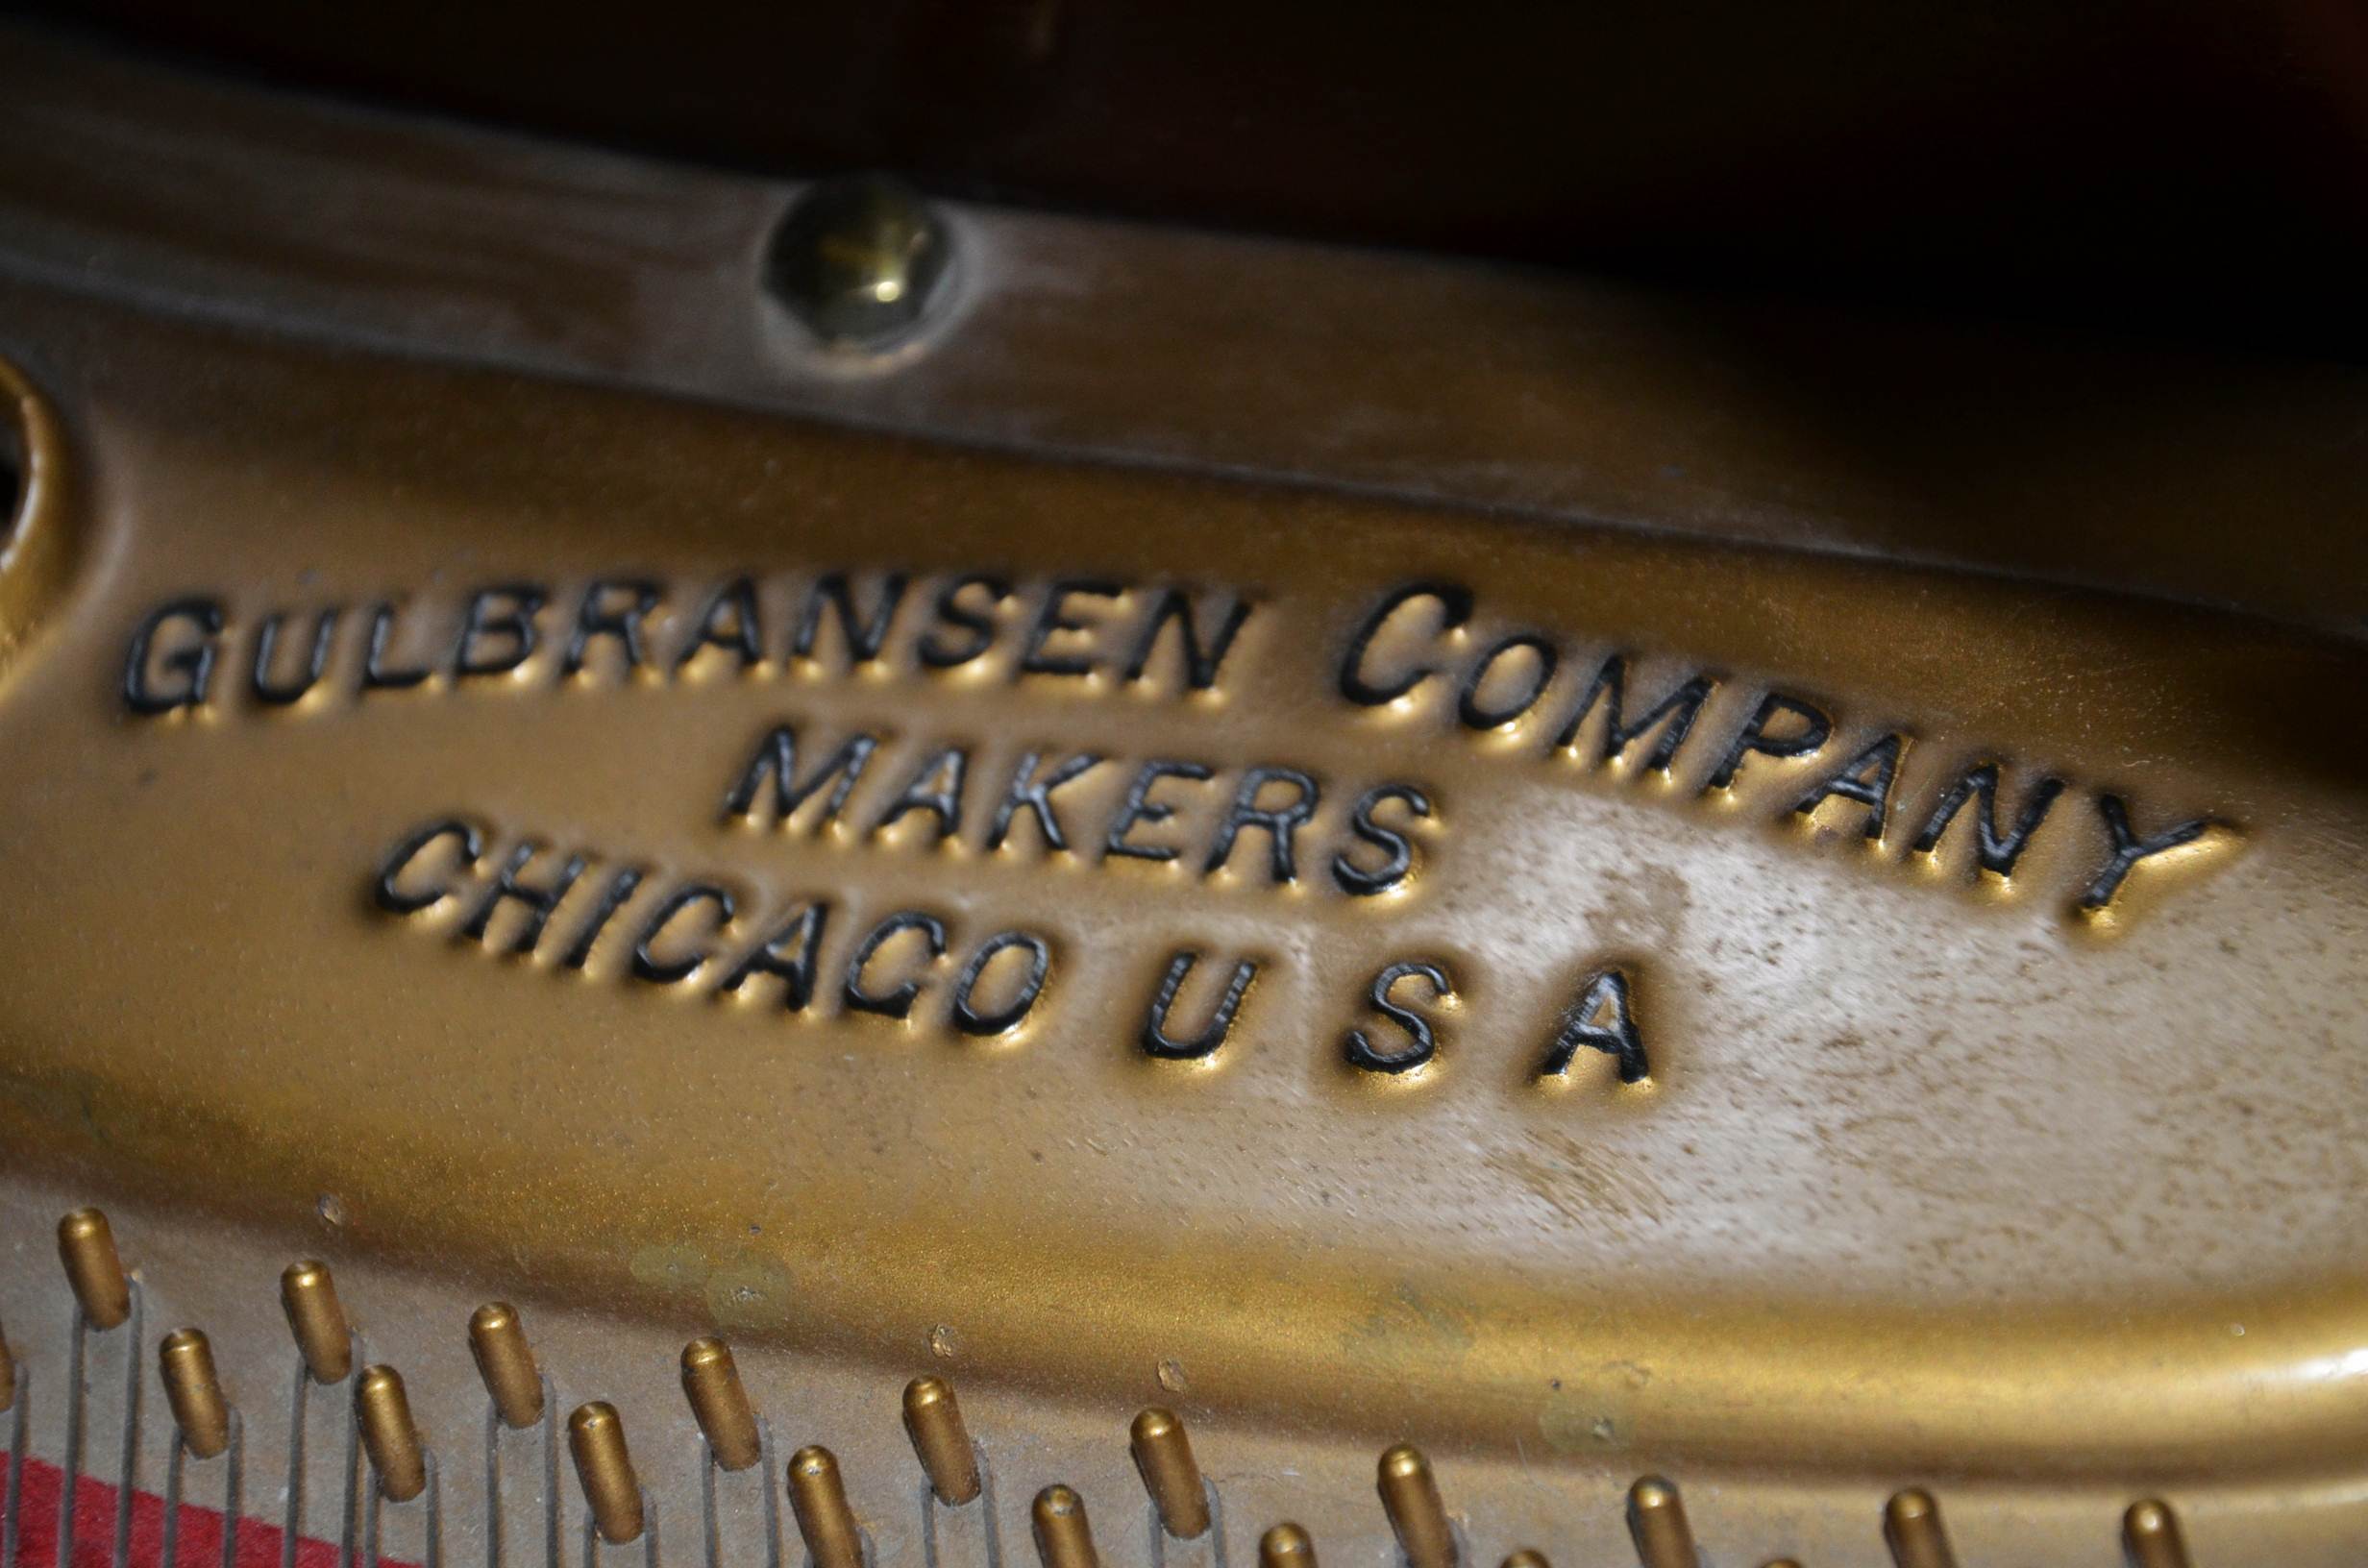 GULBRANSEN COMPANY
MAKERS
CHICAGO U S A